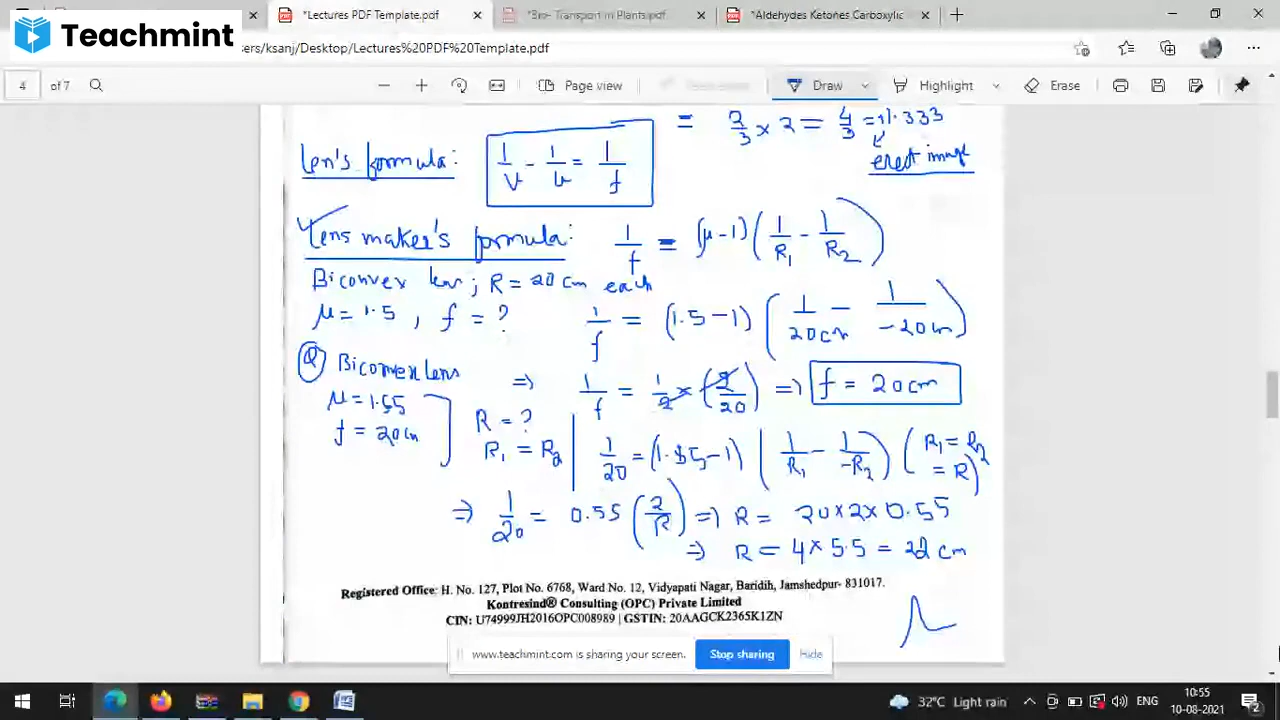 *Lectures PDF Template.pdf
*Bio- Transport in Plants.pdf
*Aldehydes Ketones.Carboxylic
Teachmint
ers/ksanj/Desktop/Lectures%20PDF%20Template.pdf
4 of 7
Page view
Draw
Highlight
Erase
= 2/3 × 2 = 4/3 = +1.333
erect image
Len's formula: 1/v - 1/u = 1/f
Lens maker's formula: 1/f = (μ-1) (1/R1 - 1/R2)
Biconvex len; R = 20 cm each
μ = 1.5, f = ? 1/f = (1.5-1) (1/20cm - 1/-20cm)
Q Biconvex lens
⇒ 1/f = 1/2 × (2/20) ⇒ f = 20cm
μ = 1.55
f = 20cm
R = ?
R1 = R2
1/20 = (1.55-1) (1/R1 - 1/-R2) (R1 = R2 = R)
⇒ 1/20 = 0.55 (2/R) ⇒ R = 20×2×0.55
⇒ R = 4 × 5.5 = 22 cm
Registered Office: H. No. 127, Plot No. 6768, Ward No. 12, Vidyapati Nagar, Baridih, Jamshedpur- 831017.
Kontresind® Consulting (OPC) Private Limited
CIN: U74999JH2016OPC008989 | GSTIN: 20AAGCK2365K1ZN
www.teachmint.com is sharing your screen. Stop sharing Hide
32°C Light rain
ENG
10:55
10-08-2021
2